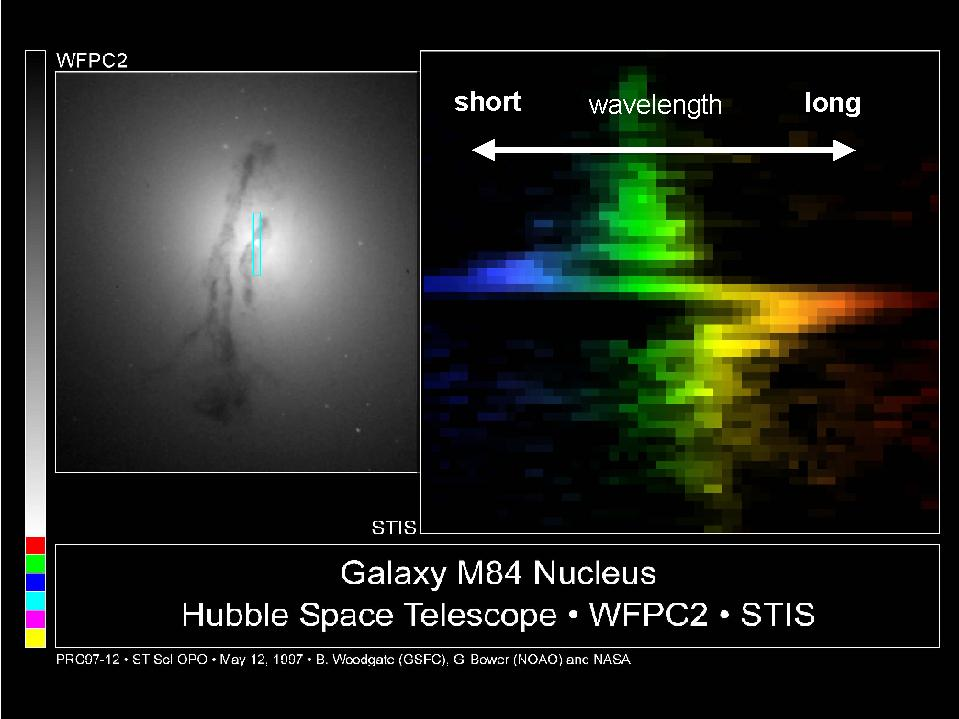 WFPC2
short wavelength long
STIS
Galaxy M84 Nucleus
Hubble Space Telescope • WFPC2 • STIS
PRC97-12 • ST ScI OPO • May 12, 1997 • B. Woodgate (GSFC), G. Bower (NOAO) and NASA